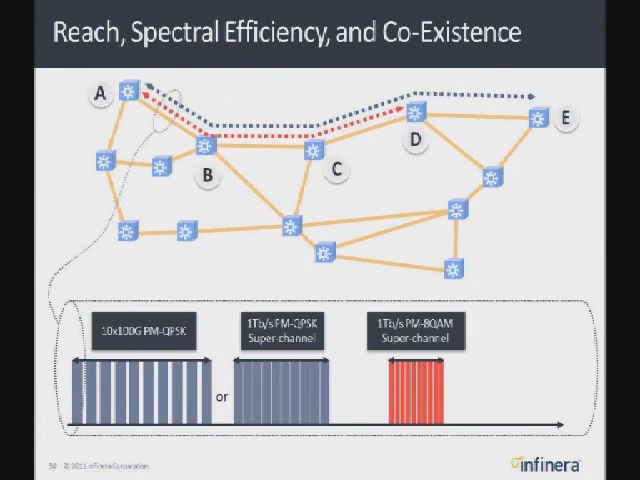 Reach, Spectral Efficiency, and Co-Existence
A
B
C
D
E
10x100G PM-QPSK
1Tb/s PM-QPSK
Super-channel
1Tb/s PM-8QAM
Super-channel
or
© 2011 Infinera Corporation
infinera